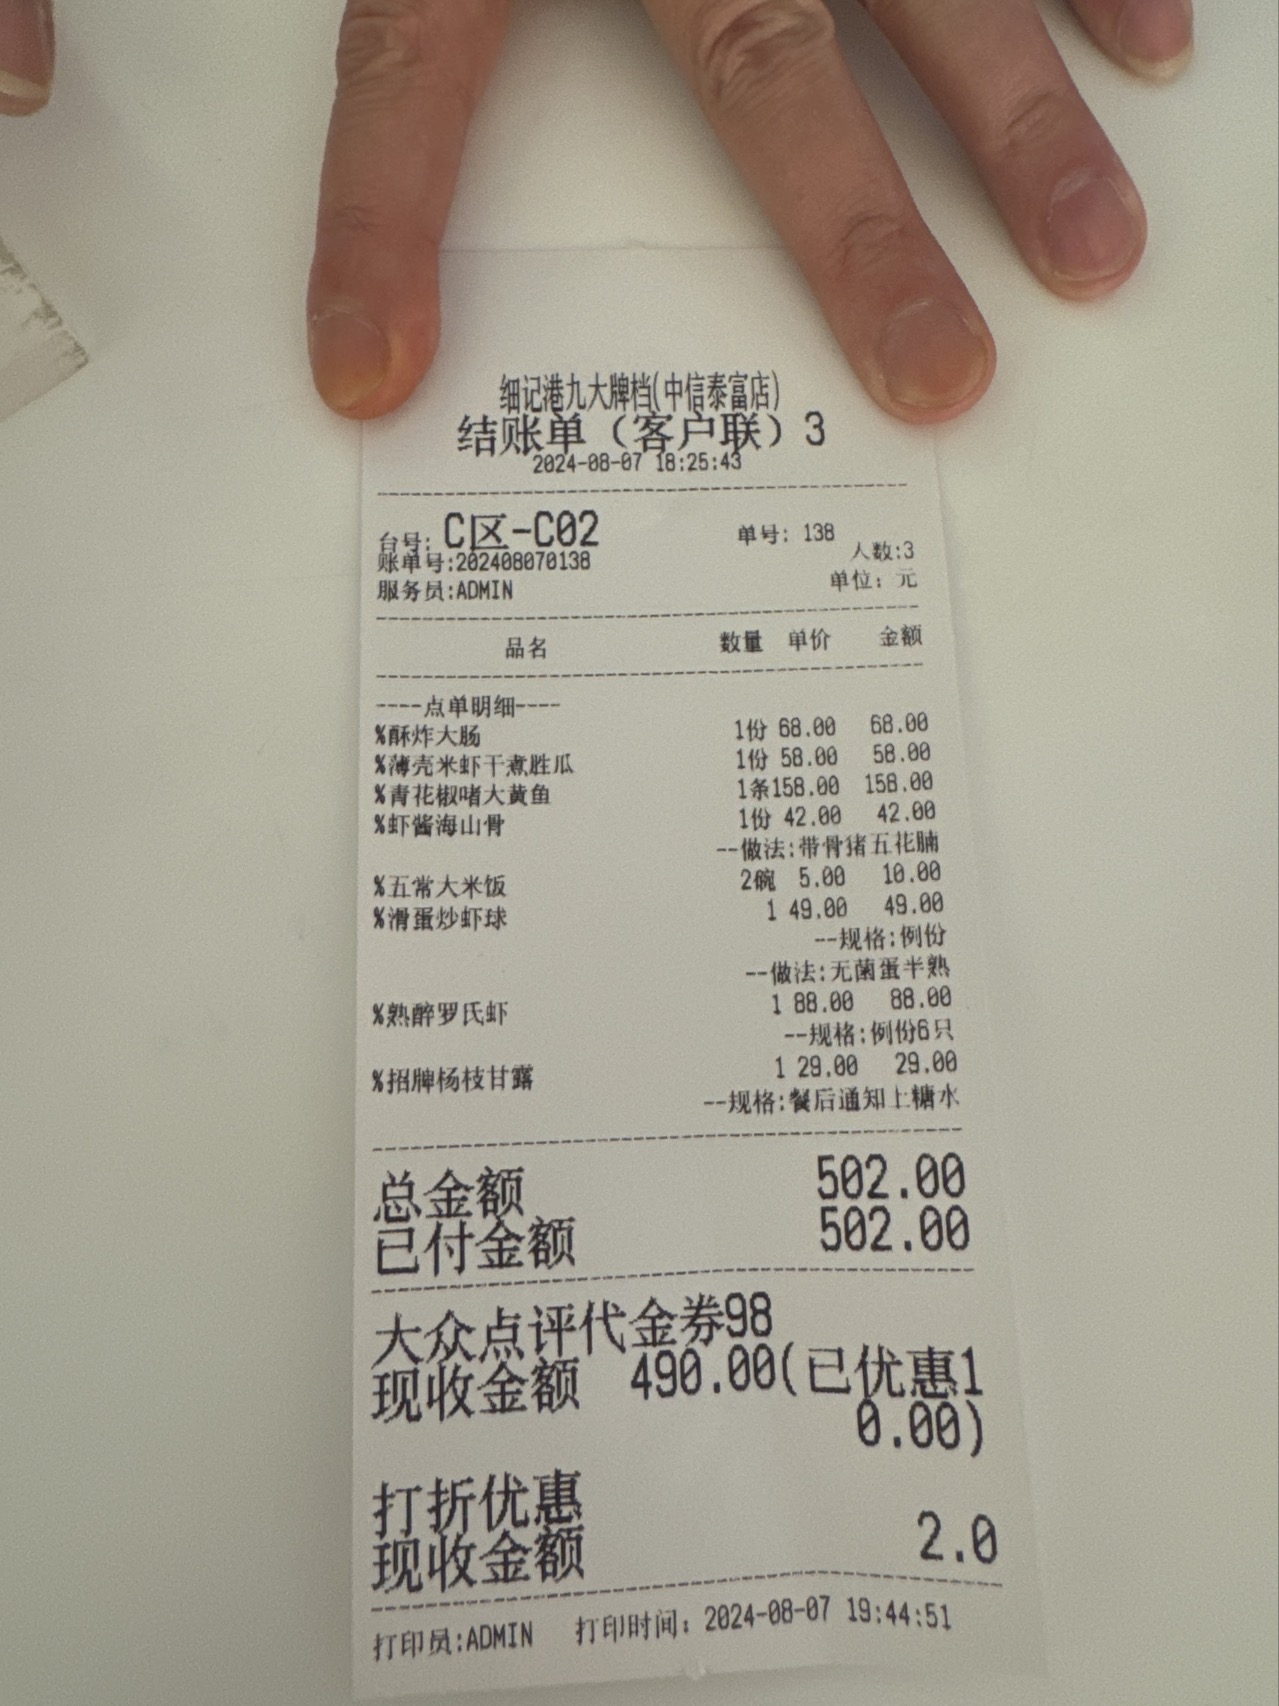 细记港九大牌档(中信泰富店)
结账单（客户联）3
2024-08-07 18:25:43
台号: C区-C02 单号: 138
账单号:202408070138 人数:3
服务员:ADMIN 单位: 元
品名 数量 单价 金额
----点单明细----
%酥炸大肠 1份 68.00 68.00
%薄壳米虾干煮胜瓜 1份 58.00 58.00
%青花椒啫大黄鱼 1条158.00 158.00
%虾酱海山骨 1份 42.00 42.00
--做法:带骨猪五花腩
%五常大米饭 2碗 5.00 10.00
%滑蛋炒虾球 1 49.00 49.00
--规格:例份
--做法:无菌蛋半熟
%熟醉罗氏虾 1 88.00 88.00
--规格:例份6只
%招牌杨枝甘露 1 29.00 29.00
--规格:餐后通知上糖水
总金额 502.00
已付金额 502.00
大众点评代金券98
现收金额 490.00(已优惠1
0.00)
打折优惠
现收金额 2.0
打印员:ADMIN 打印时间: 2024-08-07 19:44:51